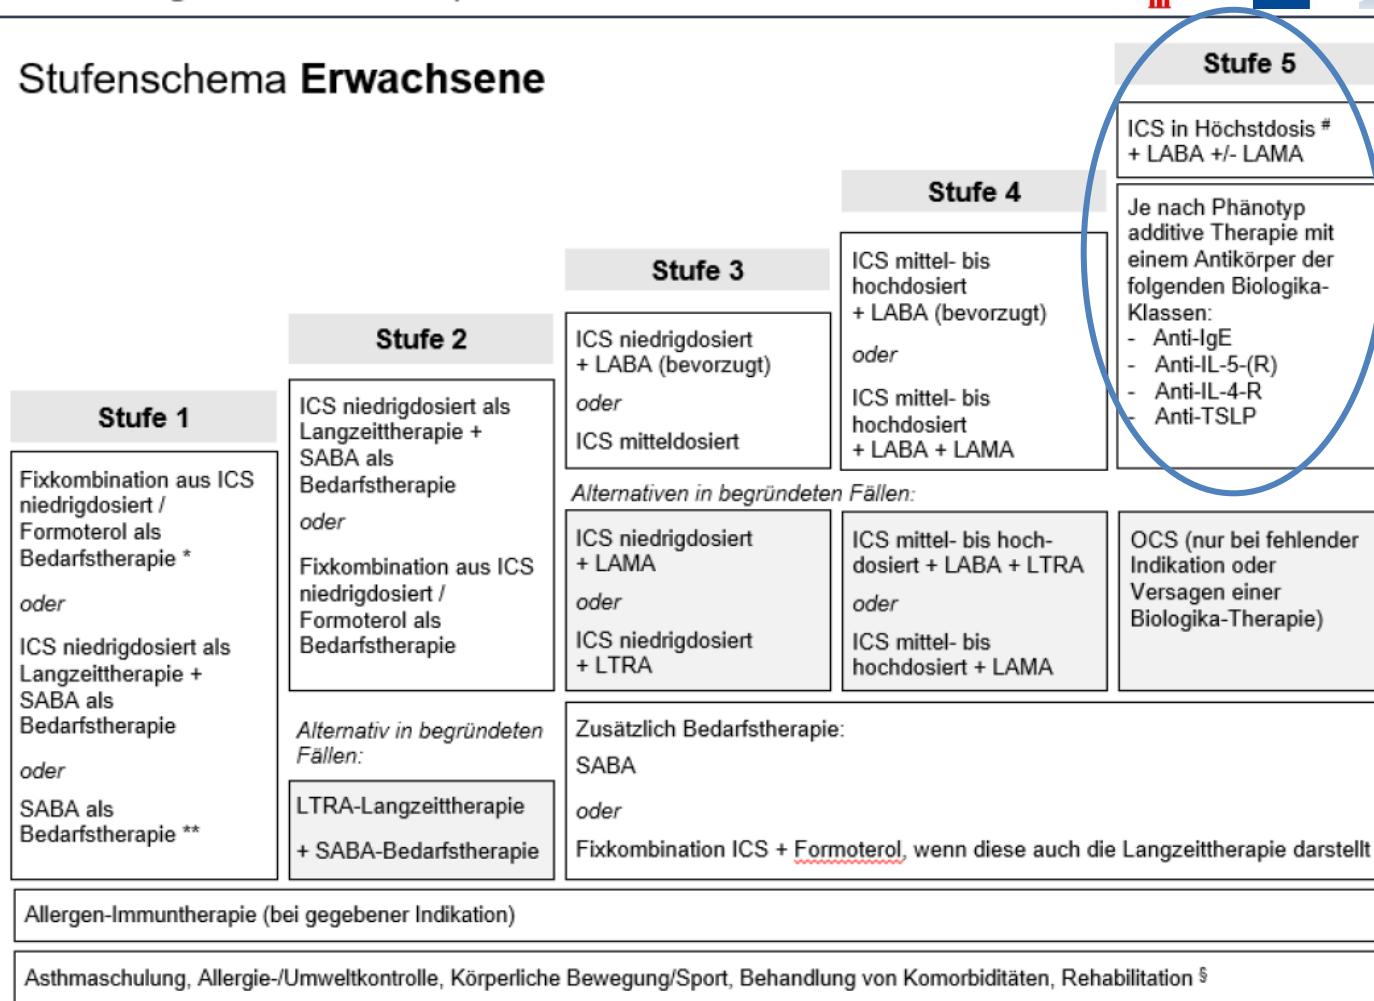 Stufenschema Erwachsene
Stufe 1
Fixkombination aus ICS
niedrigdosiert /
Formoterol als
Bedarfstherapie *
oder
ICS niedrigdosiert als
Langzeittherapie +
SABA als
Bedarfstherapie
oder
SABA als
Bedarfstherapie **
Stufe 2
ICS niedrigdosiert als
Langzeittherapie +
SABA als
Bedarfstherapie
oder
Fixkombination aus ICS
niedrigdosiert /
Formoterol als
Bedarfstherapie
Alternativ in begründeten
Fällen:
LTRA-Langzeittherapie
+ SABA-Bedarfstherapie
Stufe 3
ICS niedrigdosiert
+ LABA (bevorzugt)
oder
ICS mitteldosiert
Alternativen in begründeten Fällen:
ICS niedrigdosiert
+ LAMA
oder
ICS niedrigdosiert
+ LTRA
Stufe 4
ICS mittel- bis
hochdosiert
+ LABA (bevorzugt)
oder
ICS mittel- bis
hochdosiert
+ LABA + LAMA
ICS mittel- bis hoch-
dosiert + LABA + LTRA
oder
ICS mittel- bis
hochdosiert + LAMA
Stufe 5
ICS in Höchstdosis #
+ LABA +/- LAMA
Je nach Phänotyp
additive Therapie mit
einem Antikörper der
folgenden Biologika-
Klassen:
- Anti-IgE
- Anti-IL-5-(R)
- Anti-IL-4-R
- Anti-TSLP
OCS (nur bei fehlender
Indikation oder
Versagen einer
Biologika-Therapie)
Zusätzlich Bedarfstherapie:
SABA
oder
Fixkombination ICS + Formoterol, wenn diese auch die Langzeittherapie darstellt
Allergen-Immuntherapie (bei gegebener Indikation)
Asthmaschulung, Allergie-/Umweltkontrolle, Körperliche Bewegung/Sport, Behandlung von Komorbiditäten, Rehabilitation §